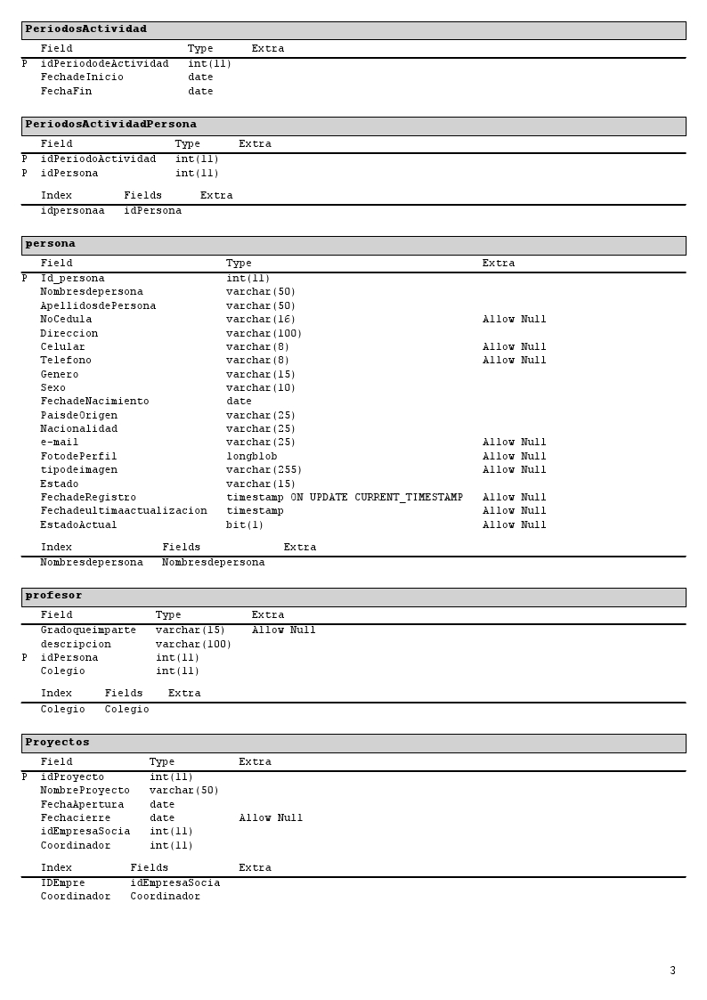 PeriodosActividad
Field Type Extra
P idPeriododeActividad int(11)
FechadeInicio date
FechaFin date
PeriodosActividadPersona
Field Type Extra
P idPeriodoActividad int(11)
P idPersona int(11)
Index Fields Extra
idpersonaa idPersona
persona
Field Type Extra
P Id_persona int(11)
Nombresdepersona varchar(50)
ApellidosdePersona varchar(50)
NoCedula varchar(16) Allow Null
Direccion varchar(100)
Celular varchar(8) Allow Null
Telefono varchar(8) Allow Null
Genero varchar(15)
Sexo varchar(10)
FechadeNacimiento date
PaisdeOrigen varchar(25)
Nacionalidad varchar(25)
e-mail varchar(25) Allow Null
FotodePerfil longblob Allow Null
tipodeimagen varchar(255) Allow Null
Estado varchar(15)
FechadeRegistro timestamp ON UPDATE CURRENT_TIMESTAMP Allow Null
Fechadeultimaactualizacion timestamp Allow Null
EstadoActual bit(1) Allow Null
Index Fields Extra
Nombresdepersona Nombresdepersona
profesor
Field Type Extra
Gradoqueimparte varchar(15) Allow Null
descripcion varchar(100)
P idPersona int(11)
Colegio int(11)
Index Fields Extra
Colegio Colegio
Proyectos
Field Type Extra
P idProyecto int(11)
NombreProyecto varchar(50)
FechaApertura date
Fechacierre date Allow Null
idEmpresaSocia int(11)
Coordinador int(11)
Index Fields Extra
IDEmpre idEmpresaSocia
Coordinador Coordinador
3